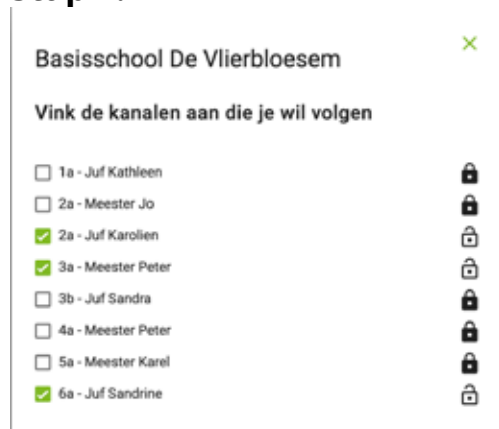 Basisschool De Vlierbloesem
Vink de kanalen aan die je wil volgen
1a - Juf Kathleen
2a - Meester Jo
2a - Juf Karolien
3a - Meester Peter
3b - Juf Sandra
4a - Meester Peter
5a - Meester Karel
6a - Juf Sandrine